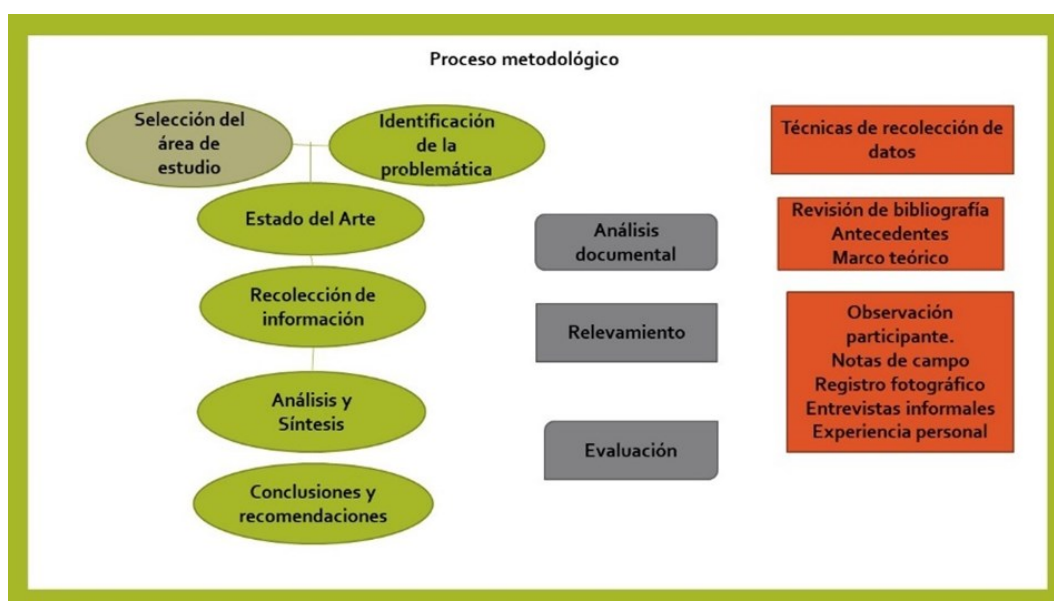 Proceso metodológico
Selección del
área de
estudio
Identificación
de la
problemática
Estado del Arte
Recolección de
información
Análisis y
Síntesis
Conclusiones y
recomendaciones
Análisis
documental
Relevamiento
Evaluación
Técnicas de recolección de
datos
Revisión de bibliografía
Antecedentes
Marco teórico
Observación
participante.
Notas de campo
Registro fotográfico
Entrevistas informales
Experiencia personal